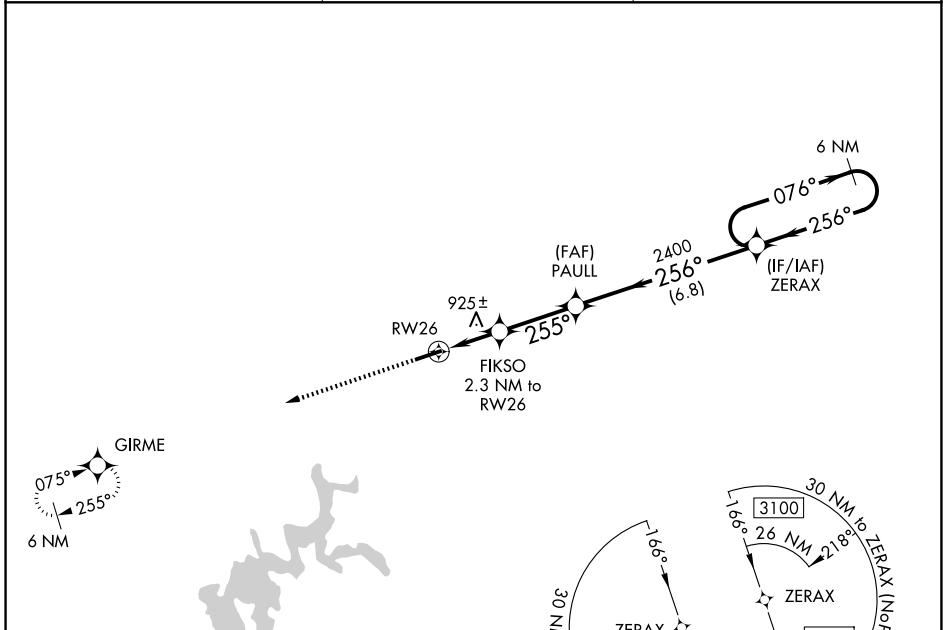 6 NM
076°
256°
(IF/IAF)
ZERAX
2400
256°
(6.8)
(FAF)
PAULL
925±
255°
RW26
FIKSO
2.3 NM to
RW26
GIRME
075°
255°
6 NM
30 NM to ZERAX
3100
166°
26 NM
218°
ZERAX
166°
30
ZERAX